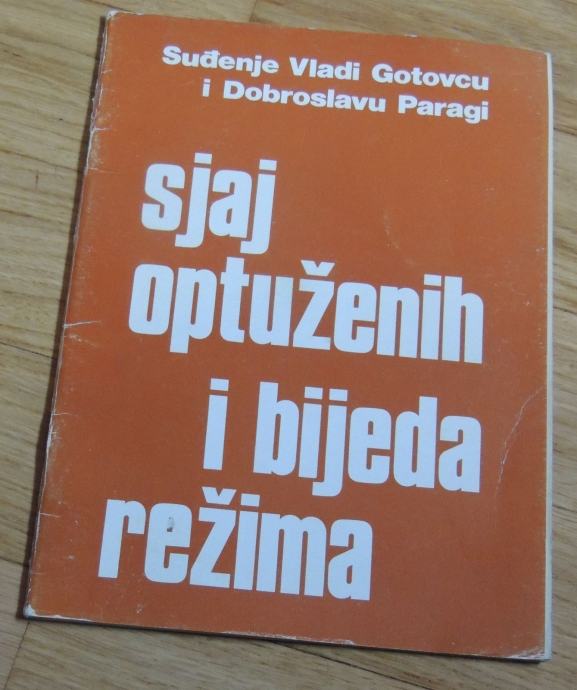 Suđenje Vladi Gotovcu
i Dobroslavu Paragi
sjaj
optuženih
i bijeda
režima